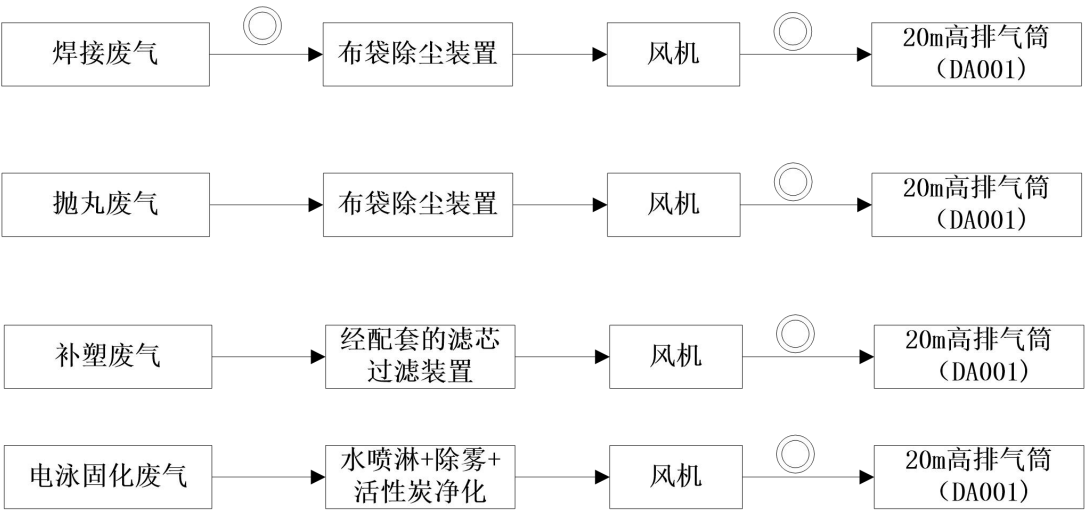 焊接废气
布袋除尘装置
风机
20m高排气筒
（DA001）
抛丸废气
布袋除尘装置
风机
20m高排气筒
（DA001）
补塑废气
经配套的滤芯
过滤装置
风机
20m高排气筒
（DA001）
电泳固化废气
水喷淋+除雾+
活性炭净化
风机
20m高排气筒
（DA001）